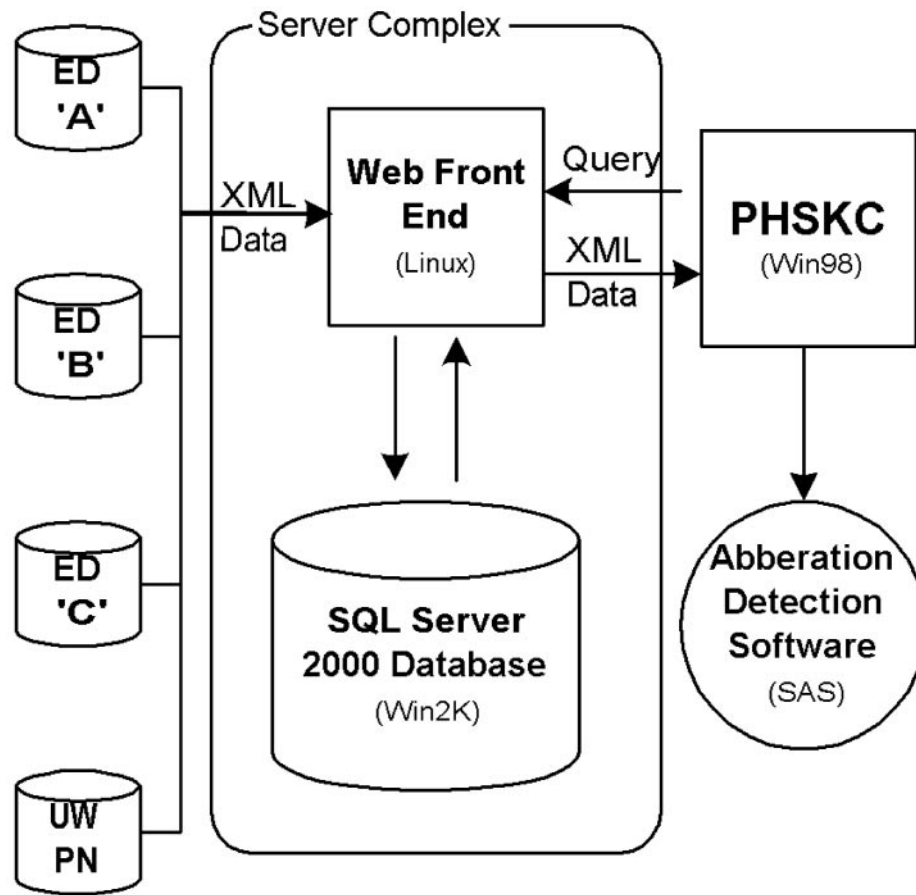 Server Complex
ED
'A'
ED
'B'
ED
'C'
UW
PN
XML
Data
Web Front
End
(Linux)
Query
XML
Data
PHSKC
(Win98)
SQL Server
2000 Database
(Win2K)
Abberation
Detection
Software
(SAS)